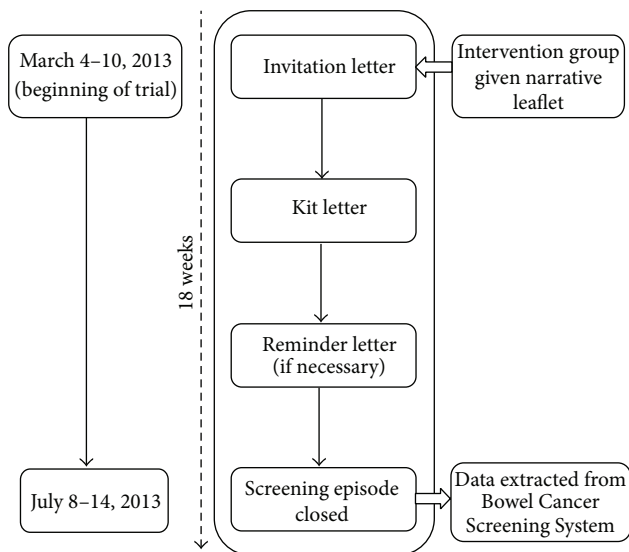 March 4–10, 2013
(beginning of trial)
Invitation letter
Intervention group
given narrative
leaflet
Kit letter
18 weeks
Reminder letter
(if necessary)
July 8–14, 2013
Screening episode
closed
Data extracted from
Bowel Cancer
Screening System